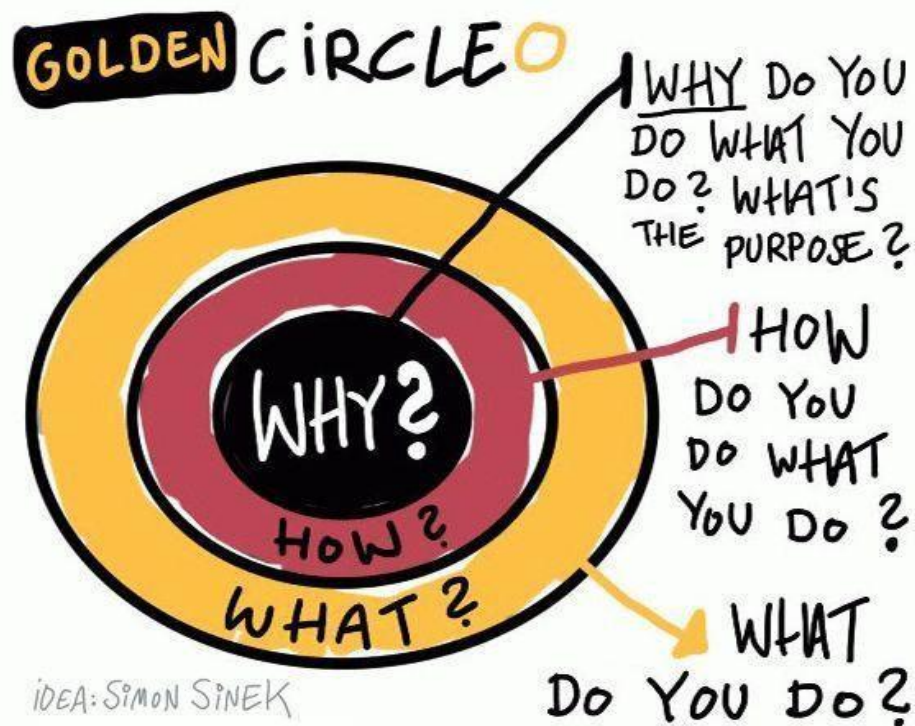 GOLDEN CiRCLE
WHY DO YOU
DO WHAT YOU
DO? WHAT'S
THE PURPOSE?
HOW
DO YOU
DO WHAT
YOU DO?
WHY?
HOW?
WHAT?
WHAT
DO YOU DO?
iDEA: SiMON SiNEK